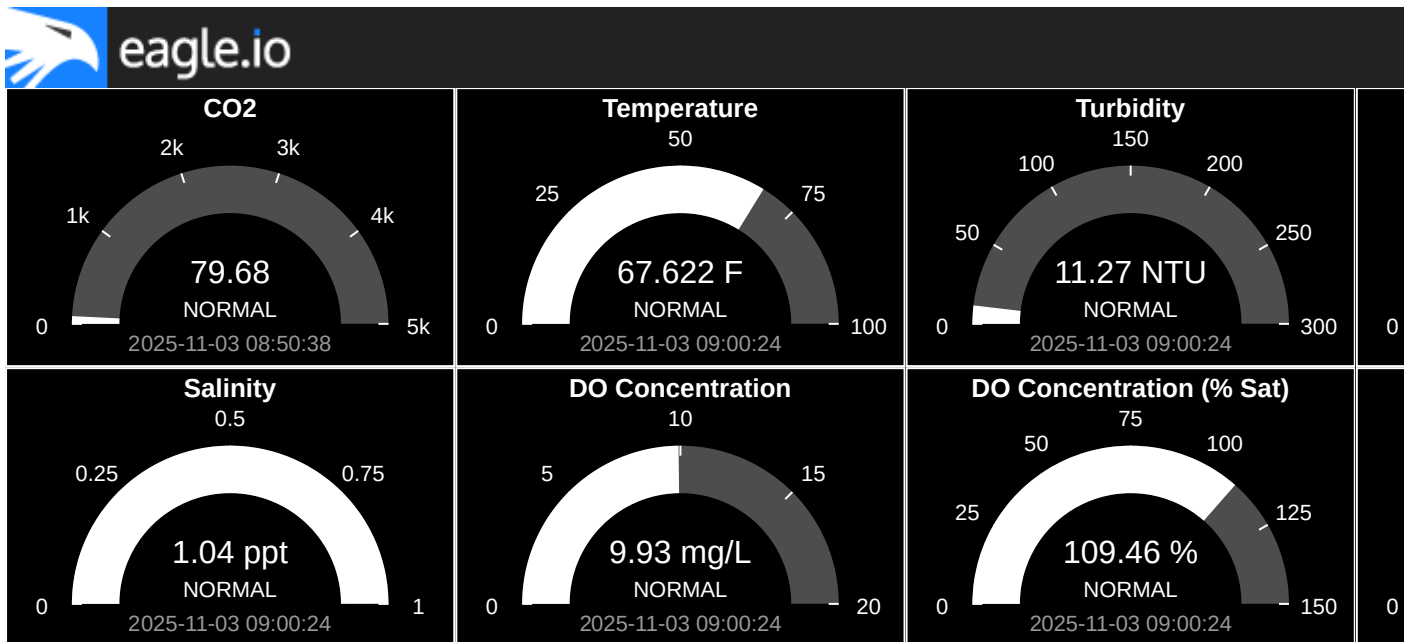 eagle.io
CO2
0
1k
2k
3k
4k
5k
79.68
NORMAL
2025-11-03 08:50:38
Temperature
0
25
50
75
100
67.622 F
NORMAL
2025-11-03 09:00:24
Turbidity
0
50
100
150
200
250
300
11.27 NTU
NORMAL
2025-11-03 09:00:24
0
Salinity
0
0.25
0.5
0.75
1
1.04 ppt
NORMAL
2025-11-03 09:00:24
DO Concentration
0
5
10
15
20
9.93 mg/L
NORMAL
2025-11-03 09:00:24
DO Concentration (% Sat)
0
25
50
75
100
125
150
109.46 %
NORMAL
2025-11-03 09:00:24
0